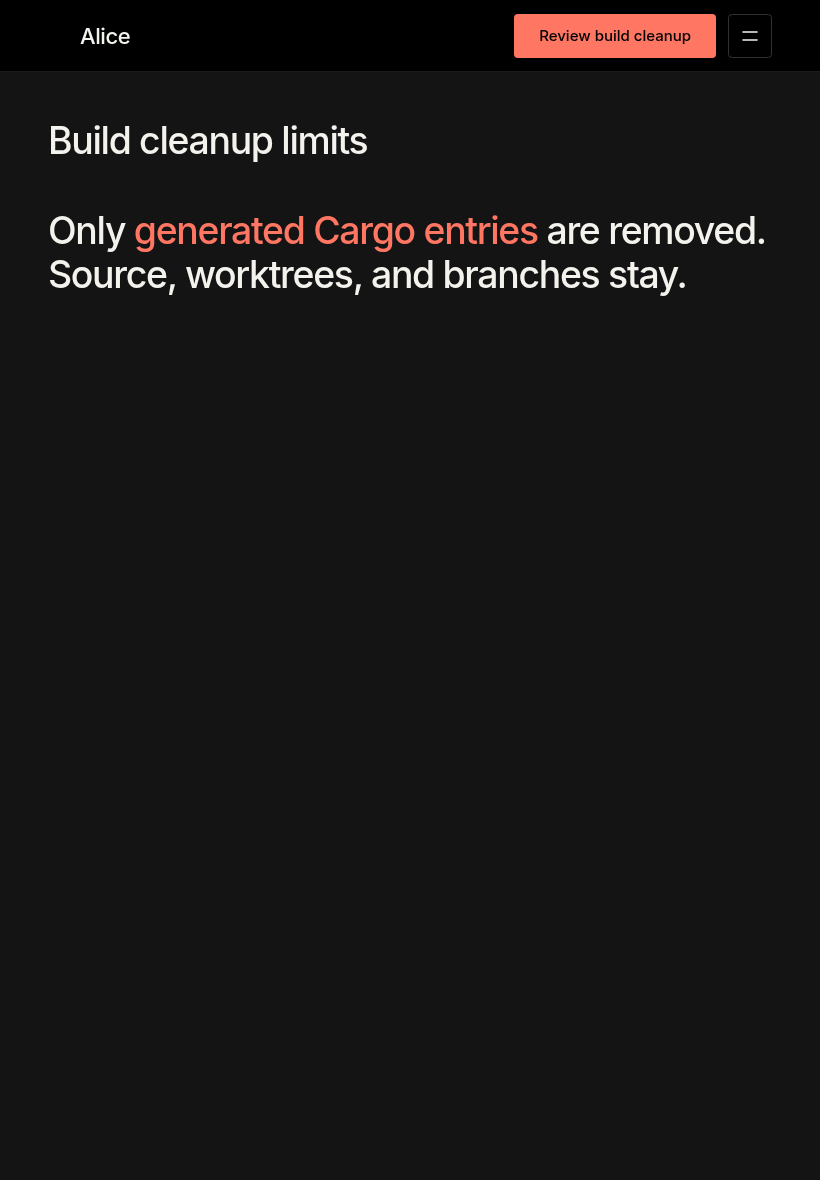 Alice
Review build cleanup
Build cleanup limits
Only generated Cargo entries are removed.
Source, worktrees, and branches stay.